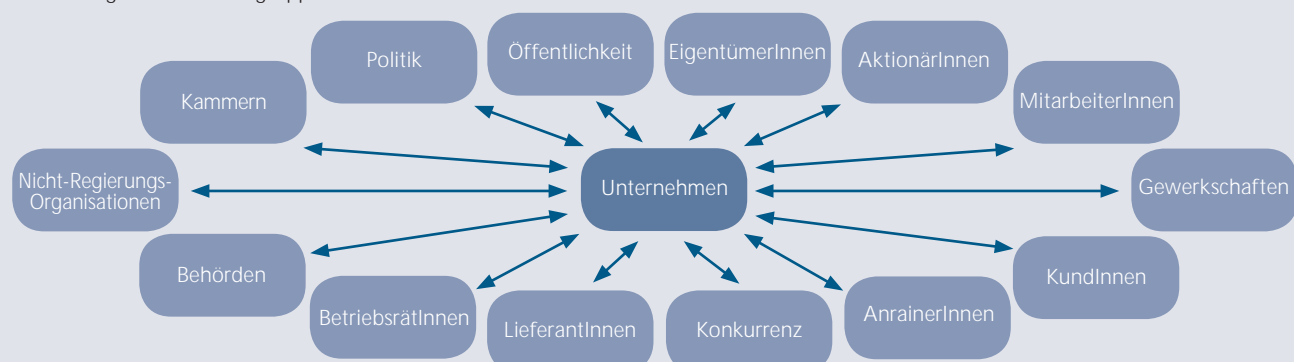 Politik
Öffentlichkeit
EigentümerInnen
AktionärInnen
Kammern
MitarbeiterInnen
Nicht-Regierungs-
Organisationen
Unternehmen
Gewerkschaften
Behörden
KundInnen
BetriebsrätInnen
LieferantInnen
Konkurrenz
AnrainerInnen